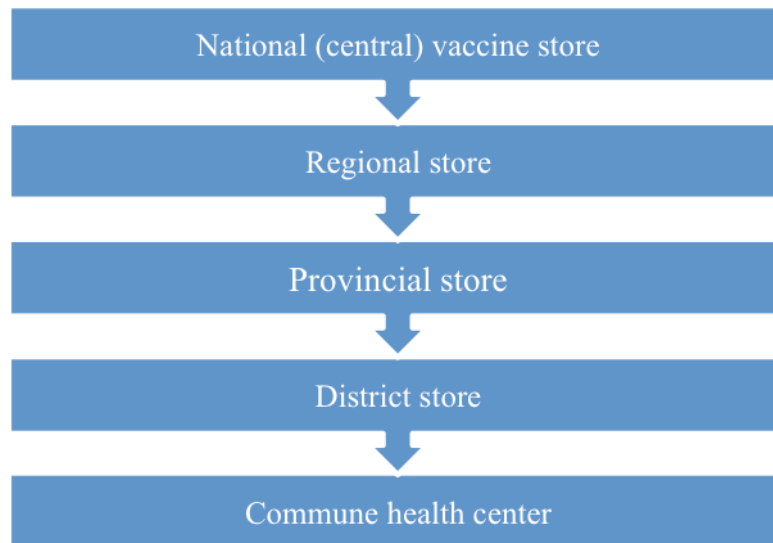 National (central) vaccine store
Regional store
Provincial store
District store
Commune health center